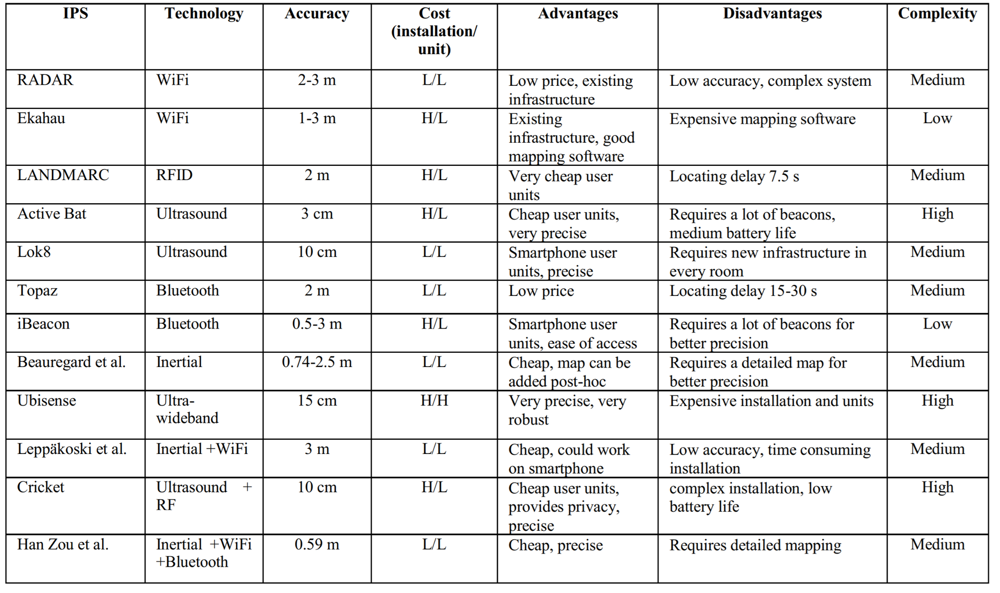 IPS Technology Accuracy Cost Advantages Disadvantages Complexity
(installation/
unit)
RADAR WiFi 2-3 m L/L Low price, existing Low accuracy, complex system Medium
infrastructure
Ekahau WiFi 1-3 m H/L Existing Expensive mapping software Low
infrastructure, good
mapping software
LANDMARC RFID 2 m H/L Very cheap user Locating delay 7.5 s Medium
units
Active Bat Ultrasound 3 cm H/L Cheap user units, Requires a lot of beacons, High
very precise medium battery life
Lok8 Ultrasound 10 cm L/L Smartphone user Requires new infrastructure in Medium
units, precise every room
Topaz Bluetooth 2 m L/L Low price Locating delay 15-30 s Medium
iBeacon Bluetooth 0.5-3 m H/L Smartphone user Requires a lot of beacons for Low
units, ease of access better precision
Beauregard et al. Inertial 0.74-2.5 m L/L Cheap, map can be Requires a detailed map for Medium
added post-hoc better precision
Ubisense Ultra- 15 cm H/H Very precise, very Expensive installation and units High
wideband robust
Leppäkoski et al. Inertial +WiFi 3 m L/L Cheap, could work Low accuracy, time consuming Medium
on smartphone installation
Cricket Ultrasound + 10 cm H/L Cheap user units, complex installation, low High
RF provides privacy, battery life
precise
Han Zou et al. Inertial +WiFi 0.59 m L/L Cheap, precise Requires detailed mapping Medium
+Bluetooth